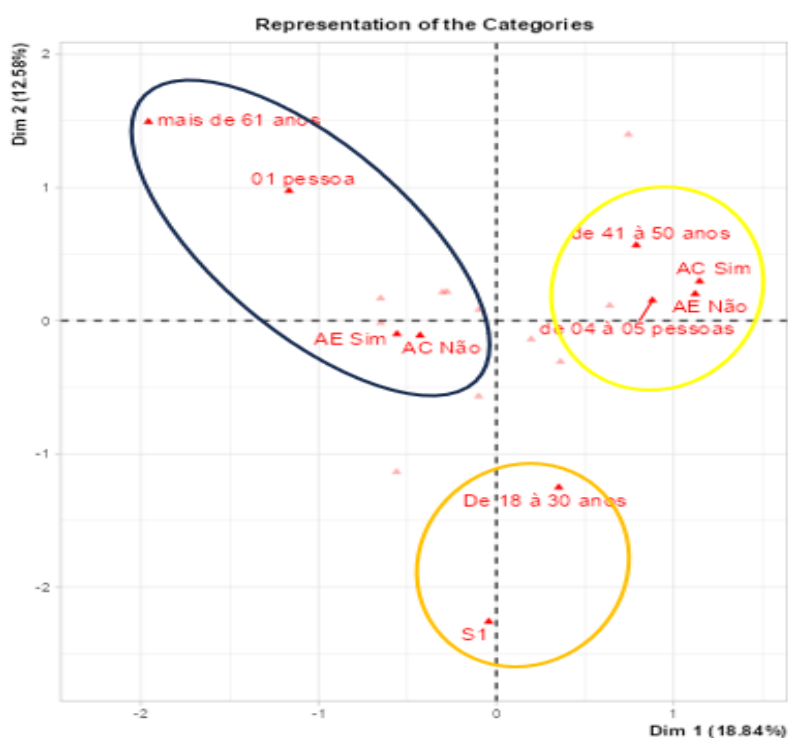 Representation of the Categories
Dim 2 (12.58%)
2
1
0
-1
-2
mais de 61 anos
01 pessoa
de 41 à 50 anos
AC Sim
AE Não
de 04 à 05 pessoas
AE Sim
AC Não
De 18 à 30 anos
S1
-2
-1
0
1
Dim 1 (18.84%)